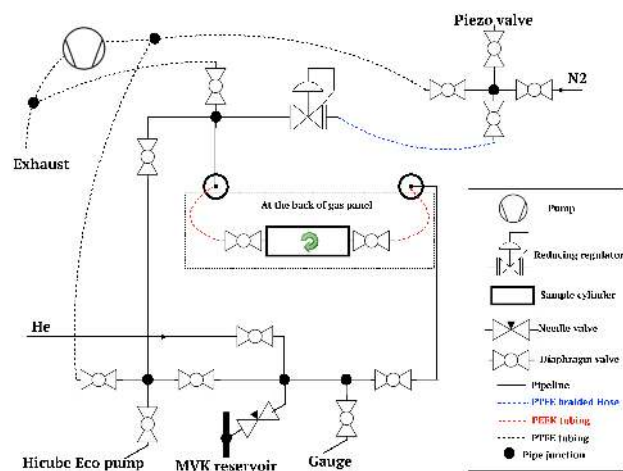 Piezo valve
N2
Exhaust
At the back of gas panel
He
Hicube Eco pump
MVK reservoir
Gauge
Pump
Reducing regulator
Sample cylinder
Needle valve
Diaphragm valve
Pipeline
PTFE braided Hose
PEEK tubing
PTFE tubing
Pipe junction